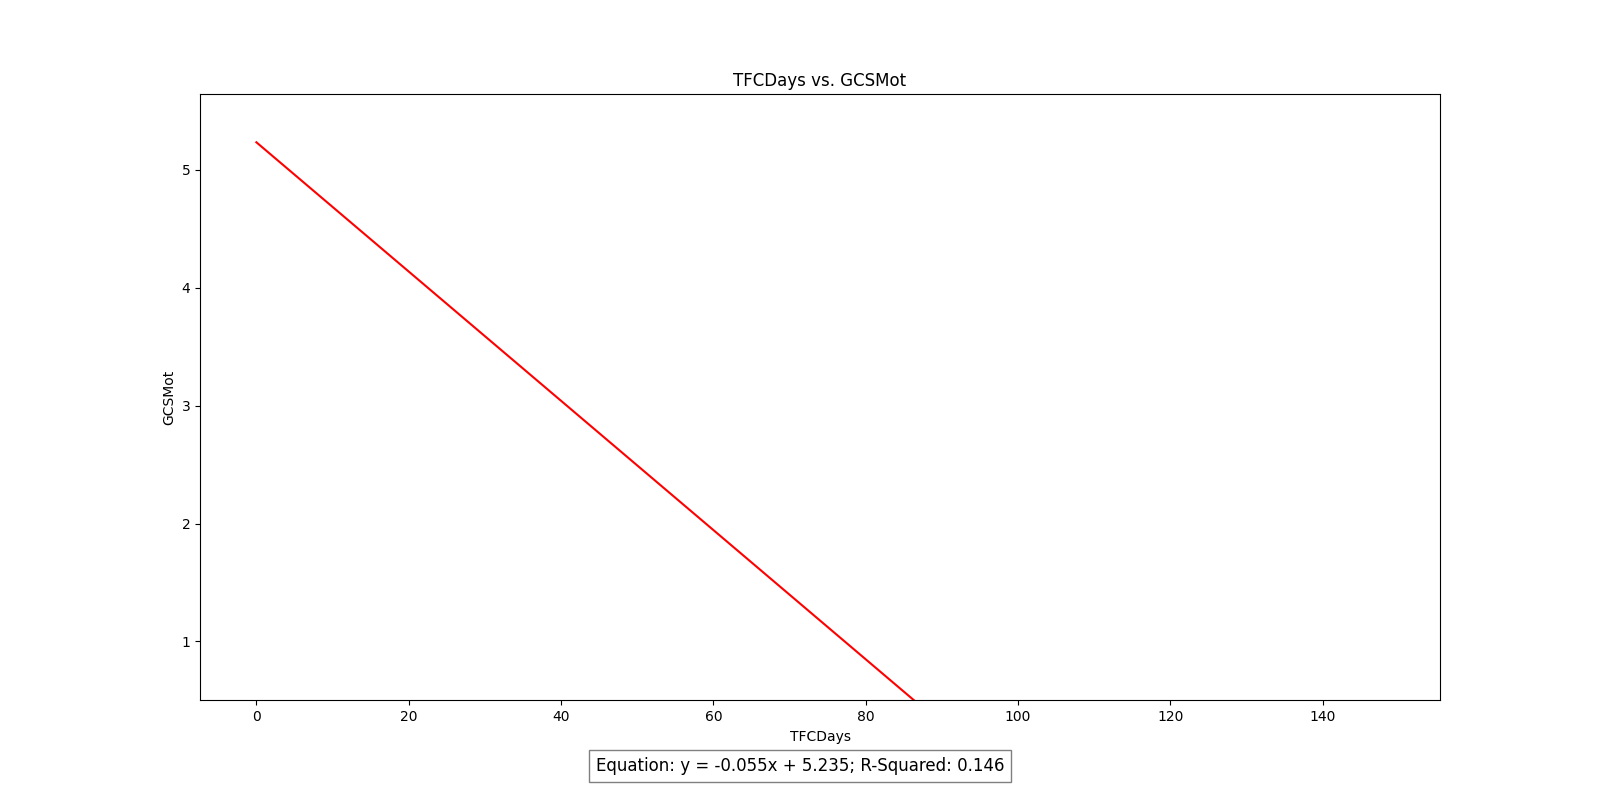 TFCDays vs. GCSMot
5
4
3
2
1
GCSMot
0 20 40 60 80 100 120 140
TFCDays
Equation: y = -0.055x + 5.235; R-Squared: 0.146